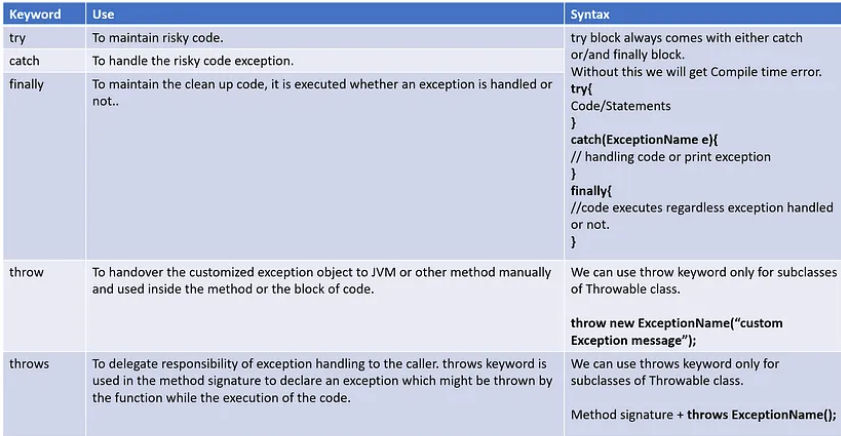 Keyword Use Syntax
try To maintain risky code.
catch To handle the risky code exception.
finally To maintain the clean up code, it is executed whether an exception is handled or
not..
try block always comes with either catch
or/and finally block.
Without this we will get Compile time error.
try{
Code/Statements
}
catch(ExceptionName e){
// handling code or print exception
}
finally{
//code executes regardless exception handled
or not.
}
throw To handover the customized exception object to JVM or other method manually
and used inside the method or the block of code.
We can use throw keyword only for subclasses
of Throwable class.
throw new ExceptionName(“custom
Exception message”);
throws To delegate responsibility of exception handling to the caller. throws keyword is
used in the method signature to declare an exception which might be thrown by
the function while the execution of the code.
We can use throws keyword only for
subclasses of Throwable class.
Method signature + throws ExceptionName();